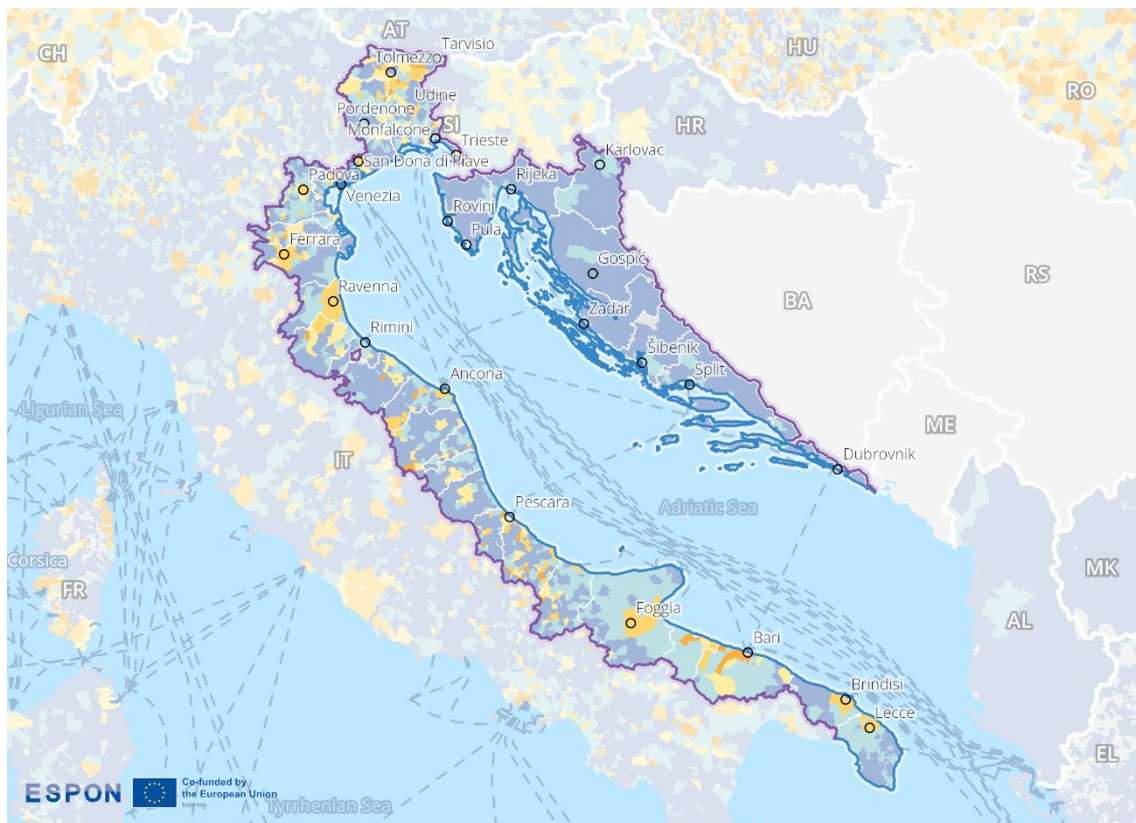 AT
Tarvisio
CH
HU
Tolmezzo
RO
Udine
Pordenone
HR
Monfalcone
SI
Trieste
Karlovac
San Donà di Piave
Padova
Rijeka
Venezia
Rovinj
Pula
Ferrara
Gospić
RS
BA
Ravenna
Zadar
Rimini
Šibenik
Split
Ancona
Ligurian Sea
ME
IT
Dubrovnik
Pescara
Adriatic Sea
Corsica
MK
FR
Foggia
AL
Bari
Brindisi
Lecce
EL
ESPON
Co-funded by
the European Union
Interreg
Tyrrhenian Sea